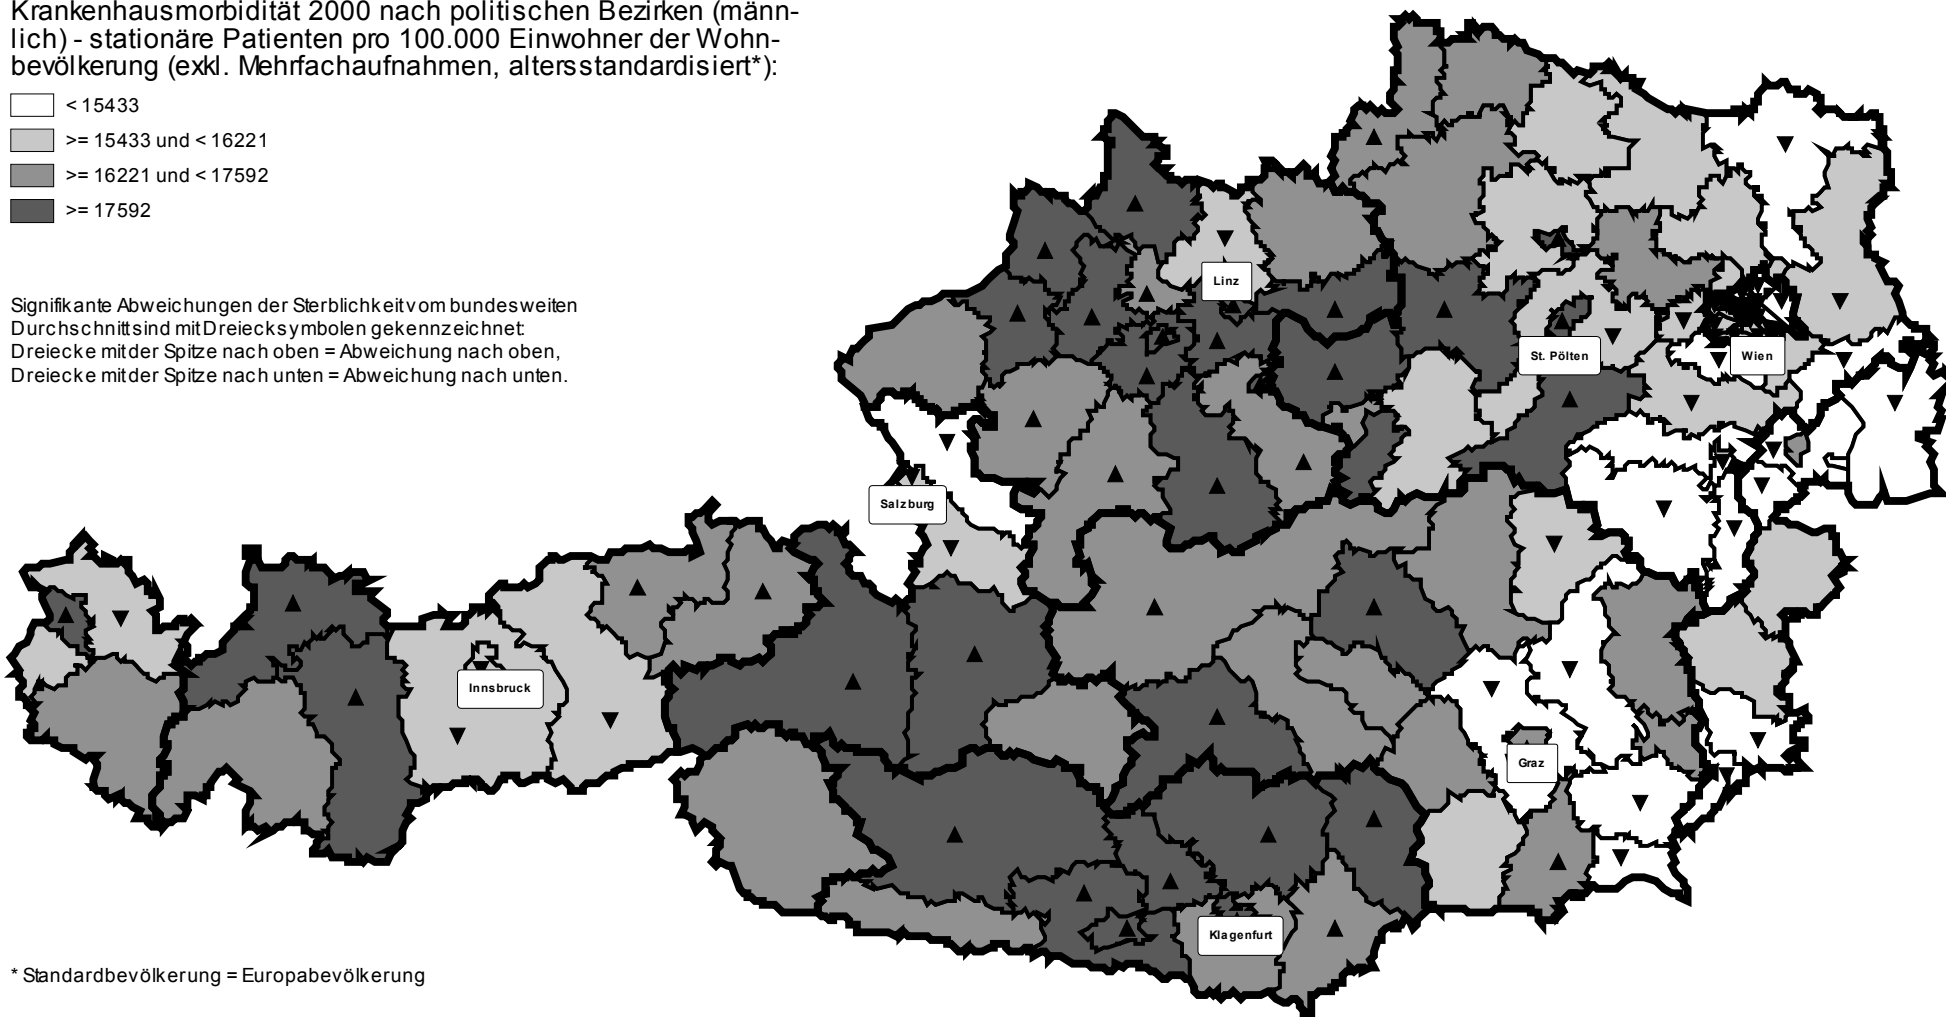 Krankenhausmorbidität 2000 nach politischen Bezirken (männ-
lich) - stationäre Patienten pro 100.000 Einwohner der Wohn-
bevölkerung (exkl. Mehrfachaufnahmen, altersstandardisiert*):
< 15433
>= 15433 und < 16221
>= 16221 und < 17592
>= 17592
Signifikante Abweichungen der Sterblichkeit vom bundesweiten
Durchschnitt sind mit Dreiecksymbolen gekennzeichnet:
Dreiecke mit der Spitze nach oben = Abweichung nach oben,
Dreiecke mit der Spitze nach unten = Abweichung nach unten.
Linz
St. Pölten
Wien
Salzburg
Innsbruck
Graz
Klagenfurt
* Standardbevölkerung = Europabevölkerung